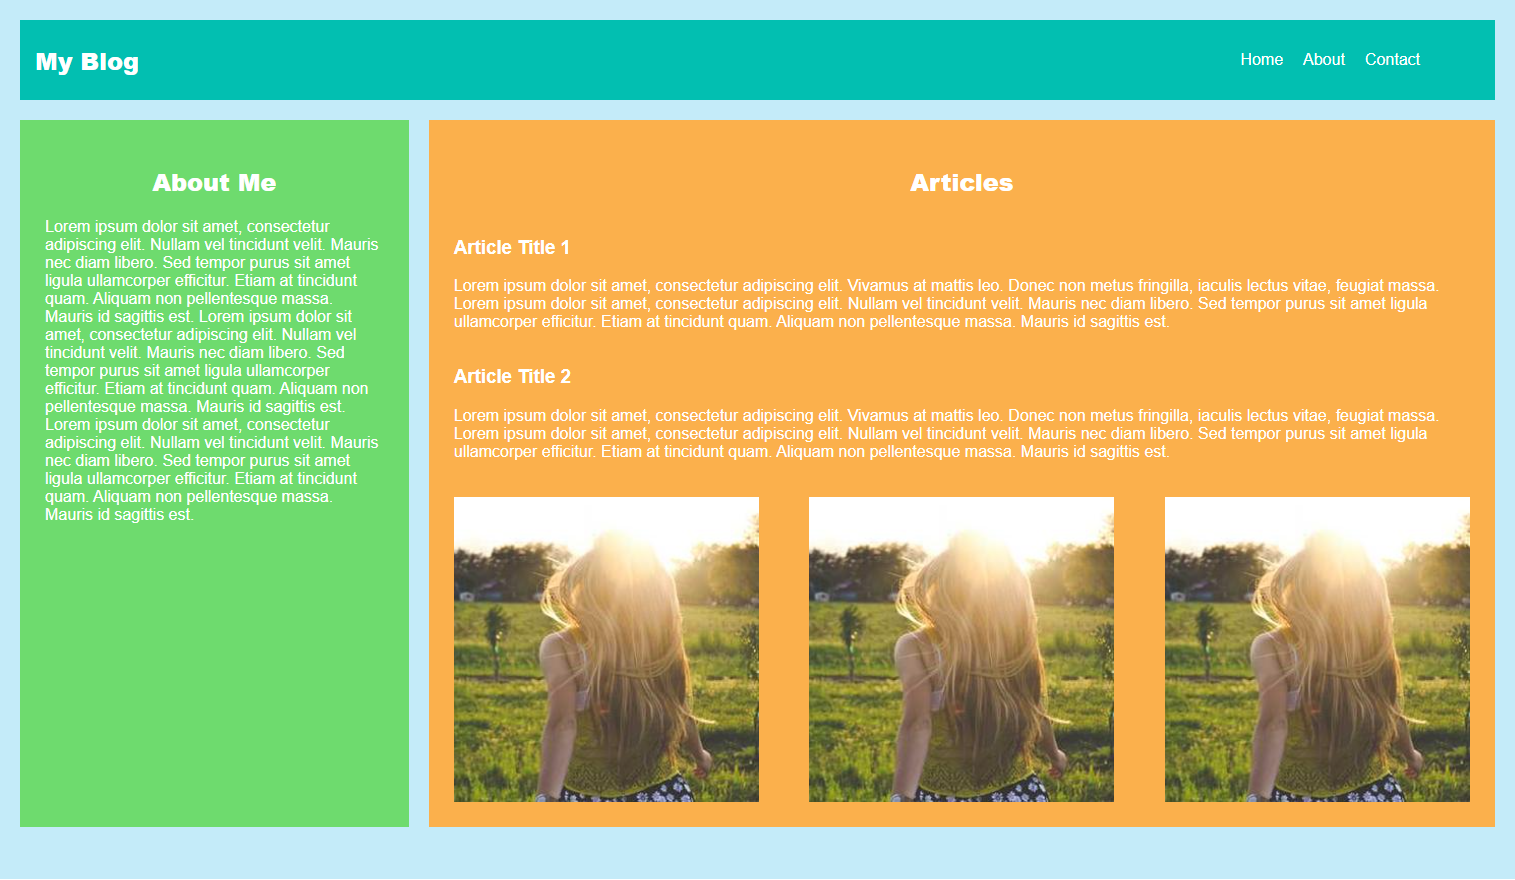 My Blog
Home About Contact
About Me
Lorem ipsum dolor sit amet, consectetur
adipiscing elit. Nullam vel tincidunt velit. Mauris
nec diam libero. Sed tempor purus sit amet
ligula ullamcorper efficitur. Etiam at tincidunt
quam. Aliquam non pellentesque massa.
Mauris id sagittis est. Lorem ipsum dolor sit
amet, consectetur adipiscing elit. Nullam vel
tincidunt velit. Mauris nec diam libero. Sed
tempor purus sit amet ligula ullamcorper
efficitur. Etiam at tincidunt quam. Aliquam non
pellentesque massa. Mauris id sagittis est.
Lorem ipsum dolor sit amet, consectetur
adipiscing elit. Nullam vel tincidunt velit. Mauris
nec diam libero. Sed tempor purus sit amet
ligula ullamcorper efficitur. Etiam at tincidunt
quam. Aliquam non pellentesque massa.
Mauris id sagittis est.
Articles
Article Title 1
Lorem ipsum dolor sit amet, consectetur adipiscing elit. Vivamus at mattis leo. Donec non metus fringilla, iaculis lectus vitae, feugiat massa.
Lorem ipsum dolor sit amet, consectetur adipiscing elit. Nullam vel tincidunt velit. Mauris nec diam libero. Sed tempor purus sit amet ligula
ullamcorper efficitur. Etiam at tincidunt quam. Aliquam non pellentesque massa. Mauris id sagittis est.
Article Title 2
Lorem ipsum dolor sit amet, consectetur adipiscing elit. Vivamus at mattis leo. Donec non metus fringilla, iaculis lectus vitae, feugiat massa.
Lorem ipsum dolor sit amet, consectetur adipiscing elit. Nullam vel tincidunt velit. Mauris nec diam libero. Sed tempor purus sit amet ligula
ullamcorper efficitur. Etiam at tincidunt quam. Aliquam non pellentesque massa. Mauris id sagittis est.